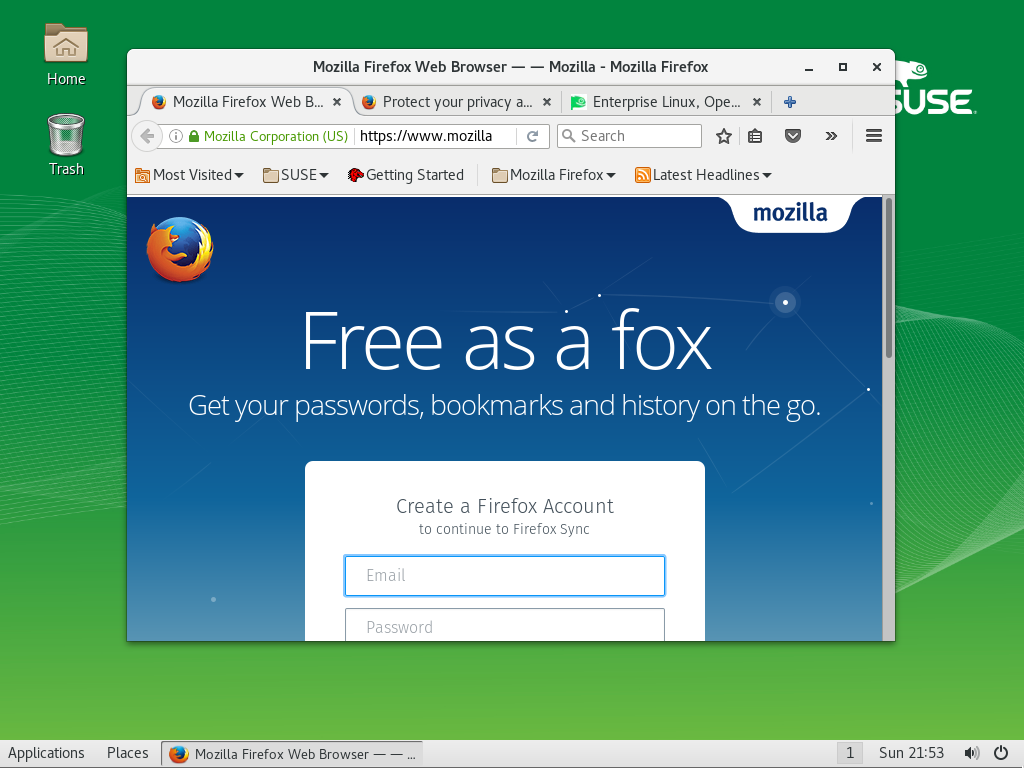 Home
Trash
SUSE
Mozilla Firefox Web Browser — — Mozilla - Mozilla Firefox
Mozilla Firefox Web B...
Protect your privacy a...
Enterprise Linux, Ope...
Mozilla Corporation (US)
https://www.mozilla
Search
Most Visited
SUSE
Getting Started
Mozilla Firefox
Latest Headlines
mozilla
Free as a fox
Get your passwords, bookmarks and history on the go.
Create a Firefox Account
to continue to Firefox Sync
Email
Password
Applications
Places
Mozilla Firefox Web Browser — — ...
1
Sun 21:53